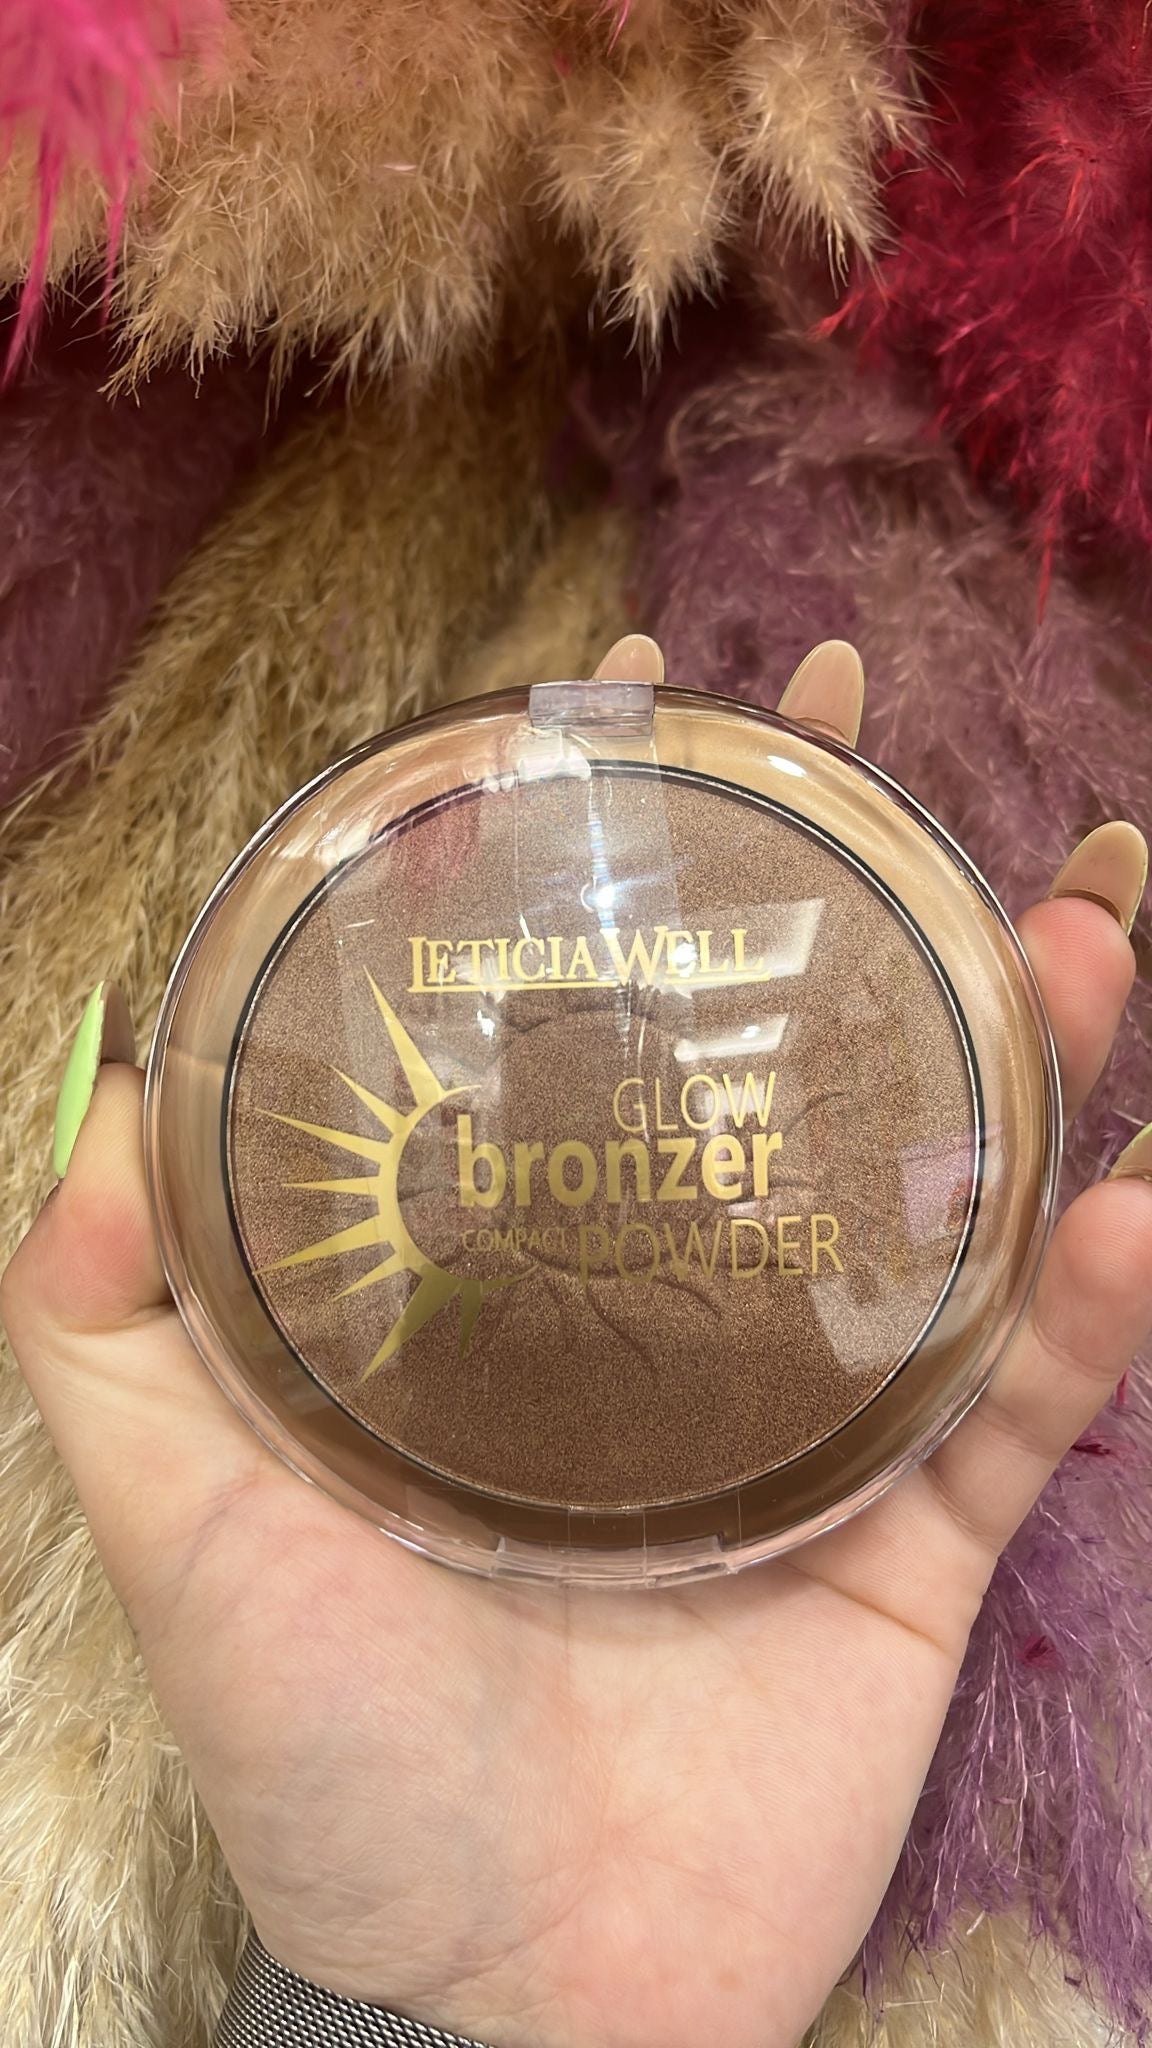 LETICIA WELL
GLOW
bronzer
COMPACT POWDER